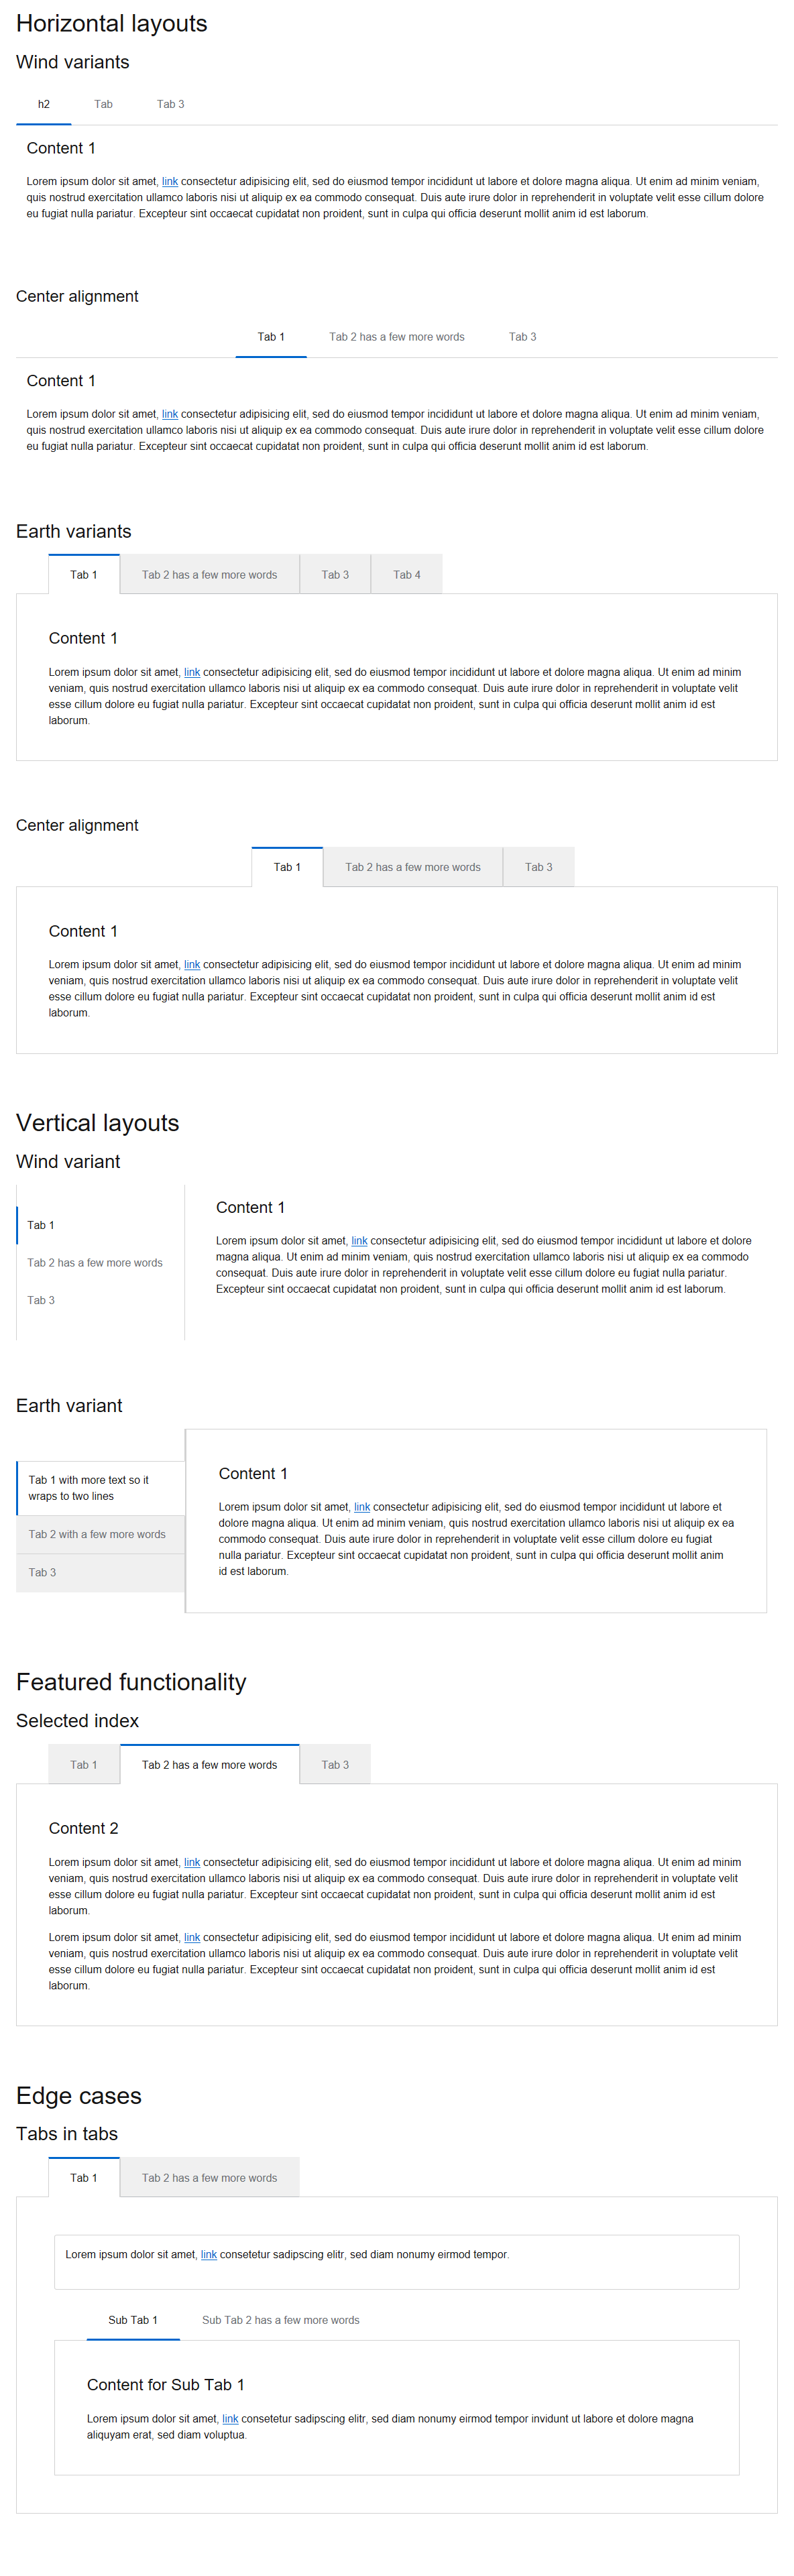 Horizontal layouts
Wind variants
h2 Tab Tab 3
Content 1
Lorem ipsum dolor sit amet, link consectetur adipisicing elit, sed do eiusmod tempor incididunt ut labore et dolore magna aliqua. Ut enim ad minim veniam,
quis nostrud exercitation ullamco laboris nisi ut aliquip ex ea commodo consequat. Duis aute irure dolor in reprehenderit in voluptate velit esse cillum dolore
eu fugiat nulla pariatur. Excepteur sint occaecat cupidatat non proident, sunt in culpa qui officia deserunt mollit anim id est laborum.
Center alignment
Tab 1 Tab 2 has a few more words Tab 3
Content 1
Lorem ipsum dolor sit amet, link consectetur adipisicing elit, sed do eiusmod tempor incididunt ut labore et dolore magna aliqua. Ut enim ad minim veniam,
quis nostrud exercitation ullamco laboris nisi ut aliquip ex ea commodo consequat. Duis aute irure dolor in reprehenderit in voluptate velit esse cillum dolore
eu fugiat nulla pariatur. Excepteur sint occaecat cupidatat non proident, sunt in culpa qui officia deserunt mollit anim id est laborum.
Earth variants
Tab 1 Tab 2 has a few more words Tab 3 Tab 4
Content 1
Lorem ipsum dolor sit amet, link consectetur adipisicing elit, sed do eiusmod tempor incididunt ut labore et dolore magna aliqua. Ut enim ad minim
veniam, quis nostrud exercitation ullamco laboris nisi ut aliquip ex ea commodo consequat. Duis aute irure dolor in reprehenderit in voluptate velit
esse cillum dolore eu fugiat nulla pariatur. Excepteur sint occaecat cupidatat non proident, sunt in culpa qui officia deserunt mollit anim id est
laborum.
Center alignment
Tab 1 Tab 2 has a few more words Tab 3
Content 1
Lorem ipsum dolor sit amet, link consectetur adipisicing elit, sed do eiusmod tempor incididunt ut labore et dolore magna aliqua. Ut enim ad minim
veniam, quis nostrud exercitation ullamco laboris nisi ut aliquip ex ea commodo consequat. Duis aute irure dolor in reprehenderit in voluptate velit
esse cillum dolore eu fugiat nulla pariatur. Excepteur sint occaecat cupidatat non proident, sunt in culpa qui officia deserunt mollit anim id est
laborum.
Vertical layouts
Wind variant
Tab 1
Tab 2 has a few more words
Tab 3
Content 1
Lorem ipsum dolor sit amet, link consectetur adipisicing elit, sed do eiusmod tempor incididunt ut labore et dolore
magna aliqua. Ut enim ad minim veniam, quis nostrud exercitation ullamco laboris nisi ut aliquip ex ea commodo
consequat. Duis aute irure dolor in reprehenderit in voluptate velit esse cillum dolore eu fugiat nulla pariatur.
Excepteur sint occaecat cupidatat non proident, sunt in culpa qui officia deserunt mollit anim id est laborum.
Earth variant
Tab 1 with more text so it
wraps to two lines
Tab 2 with a few more words
Tab 3
Content 1
Lorem ipsum dolor sit amet, link consectetur adipisicing elit, sed do eiusmod tempor incididunt ut labore et
dolore magna aliqua. Ut enim ad minim veniam, quis nostrud exercitation ullamco laboris nisi ut aliquip ex ea
commodo consequat. Duis aute irure dolor in reprehenderit in voluptate velit esse cillum dolore eu fugiat
nulla pariatur. Excepteur sint occaecat cupidatat non proident, sunt in culpa qui officia deserunt mollit anim
id est laborum.
Featured functionality
Selected index
Tab 1 Tab 2 has a few more words Tab 3
Content 2
Lorem ipsum dolor sit amet, link consectetur adipisicing elit, sed do eiusmod tempor incididunt ut labore et dolore magna aliqua. Ut enim ad minim
veniam, quis nostrud exercitation ullamco laboris nisi ut aliquip ex ea commodo consequat. Duis aute irure dolor in reprehenderit in voluptate velit
esse cillum dolore eu fugiat nulla pariatur. Excepteur sint occaecat cupidatat non proident, sunt in culpa qui officia deserunt mollit anim id est
laborum.
Lorem ipsum dolor sit amet, link consectetur adipisicing elit, sed do eiusmod tempor incididunt ut labore et dolore magna aliqua. Ut enim ad minim
veniam, quis nostrud exercitation ullamco laboris nisi ut aliquip ex ea commodo consequat. Duis aute irure dolor in reprehenderit in voluptate velit
esse cillum dolore eu fugiat nulla pariatur. Excepteur sint occaecat cupidatat non proident, sunt in culpa qui officia deserunt mollit anim id est
laborum.
Edge cases
Tabs in tabs
Tab 1 Tab 2 has a few more words
Lorem ipsum dolor sit amet, link consetetur sadipscing elitr, sed diam nonumy eirmod tempor.
Sub Tab 1 Sub Tab 2 has a few more words
Content for Sub Tab 1
Lorem ipsum dolor sit amet, link consetetur sadipscing elitr, sed diam nonumy eirmod tempor invidunt ut labore et dolore magna
aliquyam erat, sed diam voluptua.